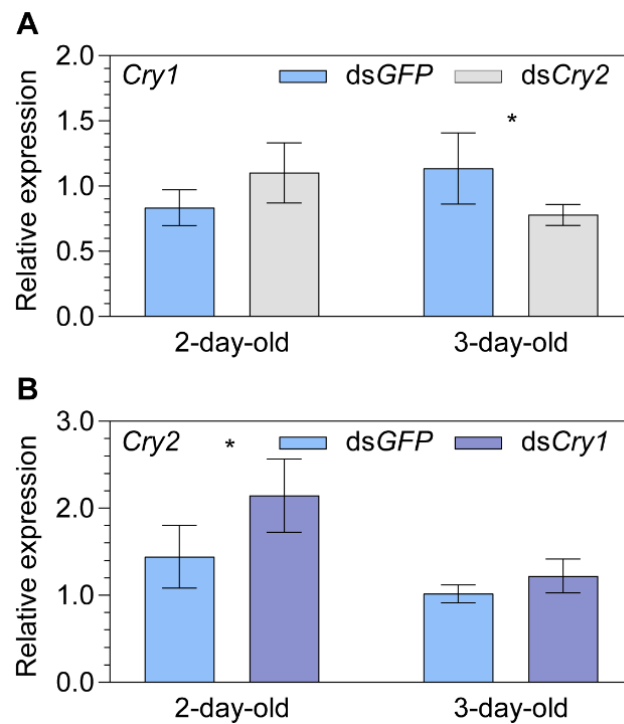 A
Cry1 dsGFP dsCry2
*
Relative expression
2.0
1.5
1.0
0.5
0.0
2-day-old 3-day-old
B
Cry2 * dsGFP dsCry1
Relative expression
3.0
2.0
1.0
0.0
2-day-old 3-day-old